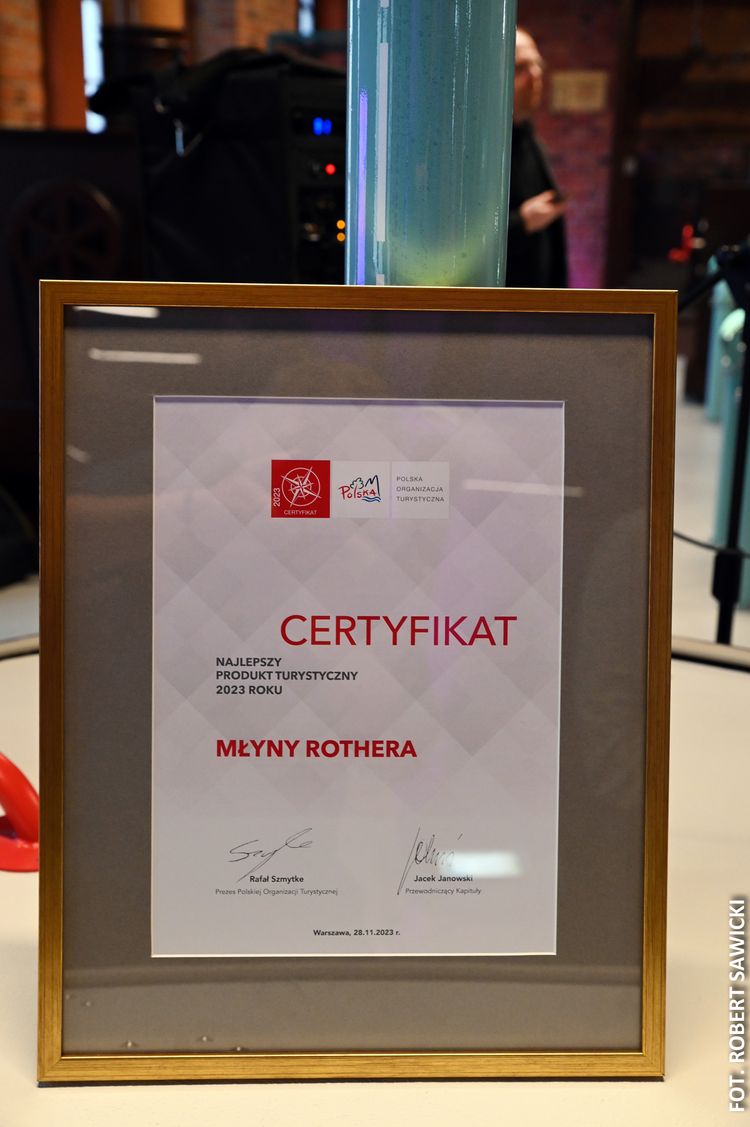 2023
CERTYFIKAT
POLSKA
POLSKA
ORGANIZACJA
TURYSTYCZNA
CERTYFIKAT
NAJLEPSZY
PRODUKT TURYSTYCZNY
2023 ROKU
MŁYNY ROTHERA
Rafał Szmytke
Prezes Polskiej Organizacji Turystycznej
Jacek Janowski
Przewodniczący Kapituły
Warszawa, 28.11.2023 r.
FOT. ROBERT SAWICKI